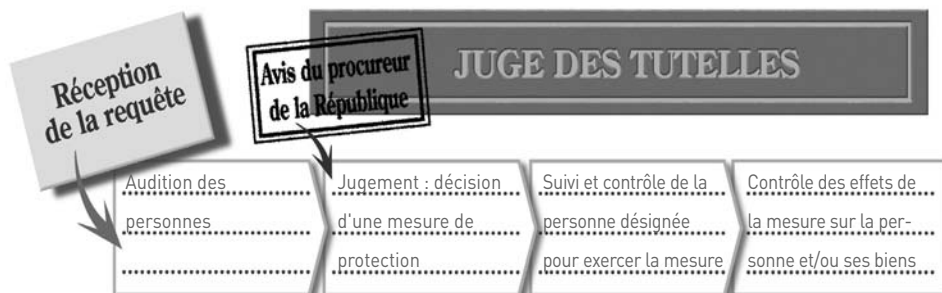 Réception
de la requête
Avis du procureur
de la République
JUGE DES TUTELLES
Audition des
personnes
Jugement : décision
d'une mesure de
protection
Suivi et contrôle de la
personne désignée
pour exercer la mesure
Contrôle des effets de
la mesure sur la per-
sonne et/ou ses biens